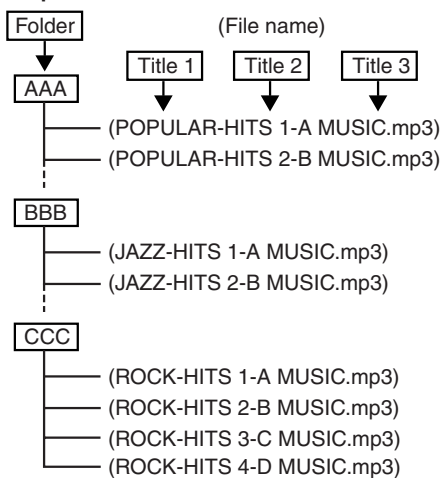 Folder
(File name)
Title 1 Title 2 Title 3
AAA
(POPULAR-HITS 1-A MUSIC.mp3)
(POPULAR-HITS 2-B MUSIC.mp3)
BBB
(JAZZ-HITS 1-A MUSIC.mp3)
(JAZZ-HITS 2-B MUSIC.mp3)
CCC
(ROCK-HITS 1-A MUSIC.mp3)
(ROCK-HITS 2-B MUSIC.mp3)
(ROCK-HITS 3-C MUSIC.mp3)
(ROCK-HITS 4-D MUSIC.mp3)